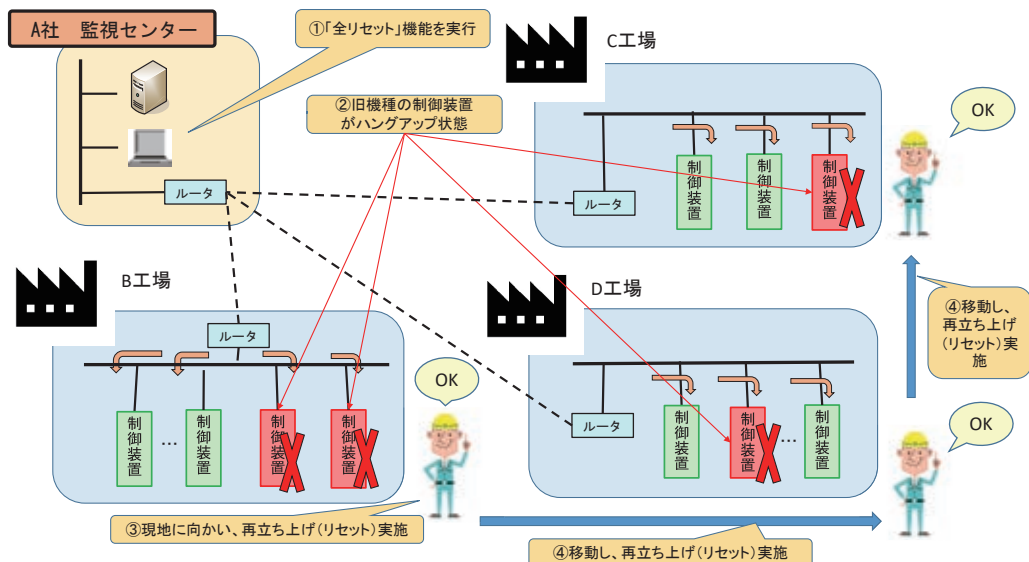 A社 監視センター
①「全リセット」機能を実行
C工場
OK
②旧機種の制御装置
がハングアップ状態
ルータ
ルータ
制御装置
制御装置
制御装置
B工場
D工場
④移動し、
再立ち上げ
(リセット)実
施
ルータ
OK
制御装置
…
制御装置
制御装置
制御装置
ルータ
制御装置
制御装置
…
制御装置
OK
③現地に向かい、再立ち上げ(リセット)実施
④移動し、再立ち上げ(リセット)実施